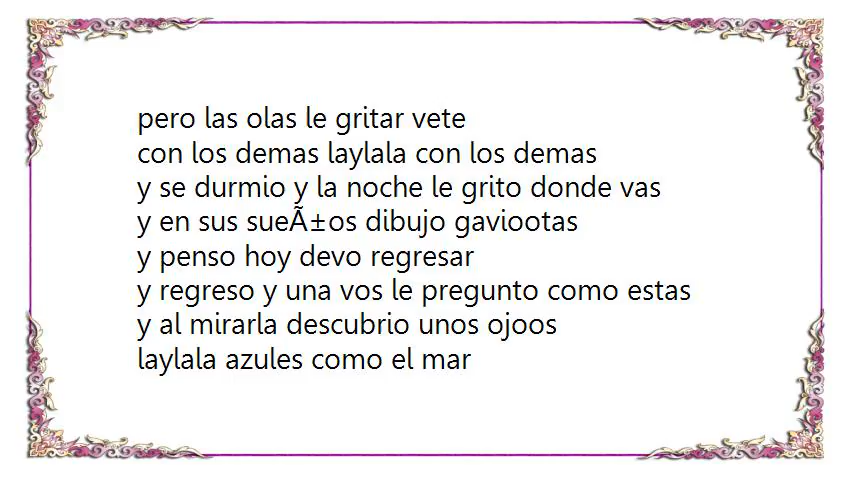 pero las olas le gritar vete
con los demas laylala con los demas
y se durmio y la noche le grito donde vas
y en sus sueÃ±os dibujo gaviootas
y penso hoy devo regresar
y regreso y una vos le pregunto como estas
y al mirarla descubrio unos ojoos
laylala azules como el mar